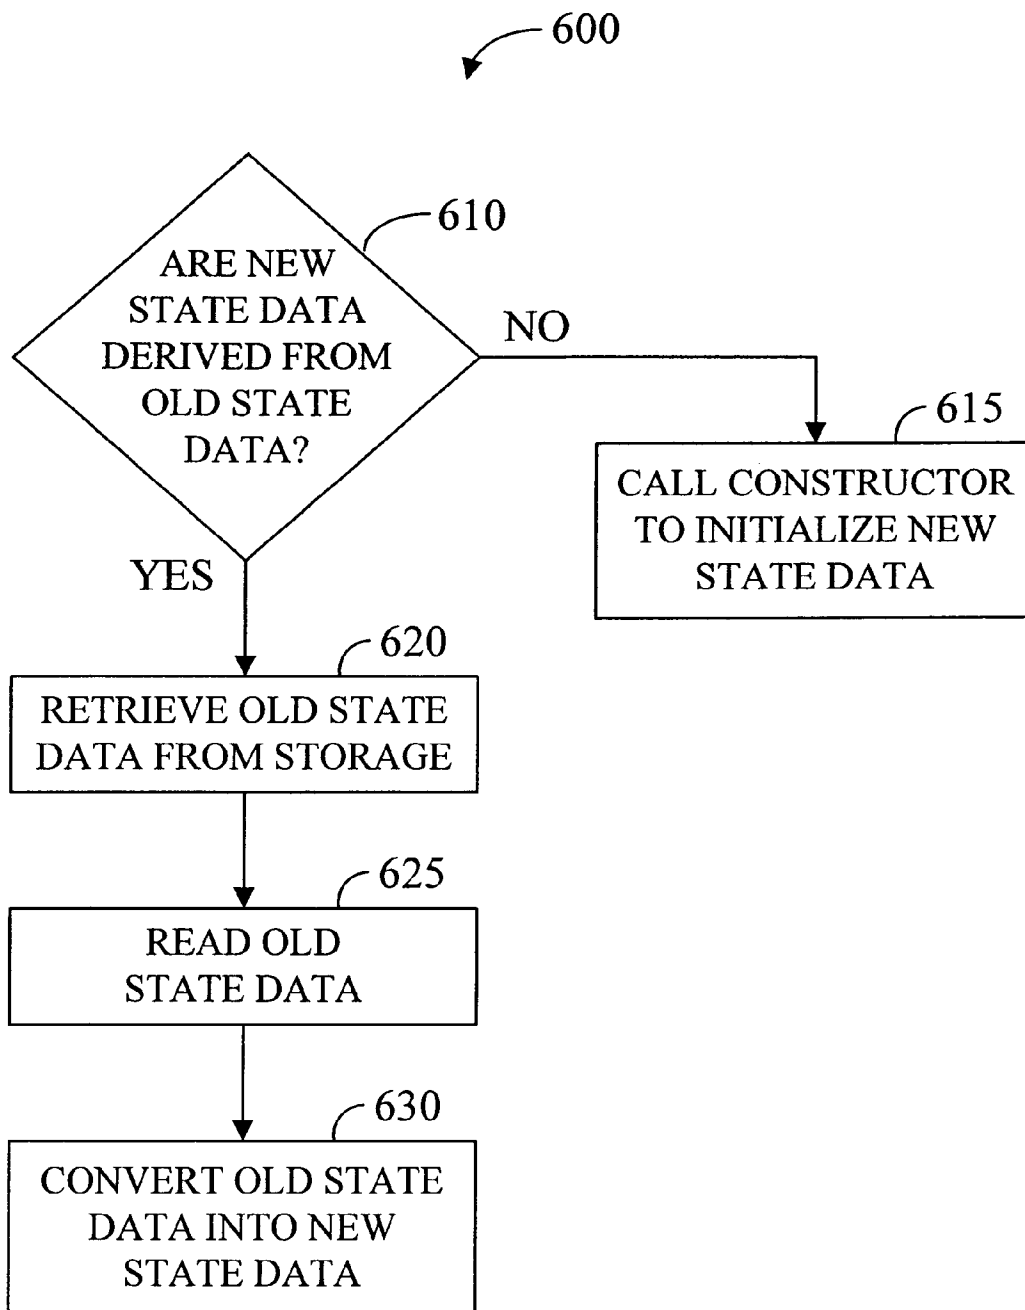 600
610
ARE NEW
STATE DATA
DERIVED FROM
OLD STATE
DATA?
NO
615
CALL CONSTRUCTOR
TO INITIALIZE NEW
STATE DATA
YES
620
RETRIEVE OLD STATE
DATA FROM STORAGE
625
READ OLD
STATE DATA
630
CONVERT OLD STATE
DATA INTO NEW
STATE DATA